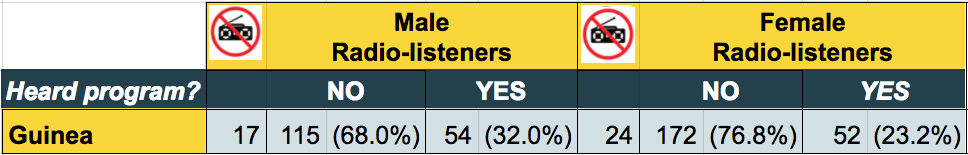 Male Female
Radio-listeners Radio-listeners
Heard program? NO YES NO YES
Guinea 17 115 (68.0%) 54 (32.0%) 24 172 (76.8%) 52 (23.2%)